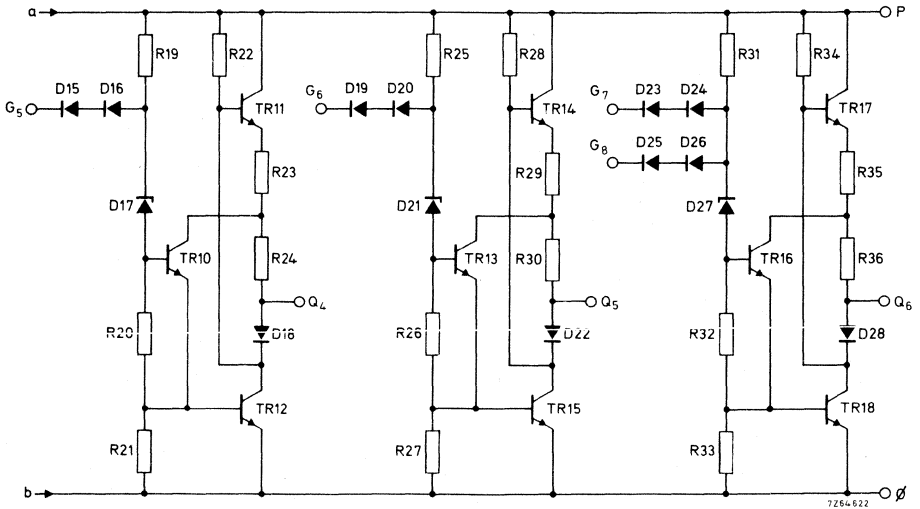 a
P
R19
R22
R25
R28
R31
R34
G5
D15
D16
TR11
G6
D19
D20
TR14
G7
D23
D24
TR17
G8
D25
D26
R23
R29
R35
D17
D21
D27
TR10
R24
TR13
R30
TR16
R36
Q4
Q5
Q6
R20
D18
R26
D22
R32
D28
TR12
TR15
TR18
R21
R27
R33
b
Ø
7Z64622